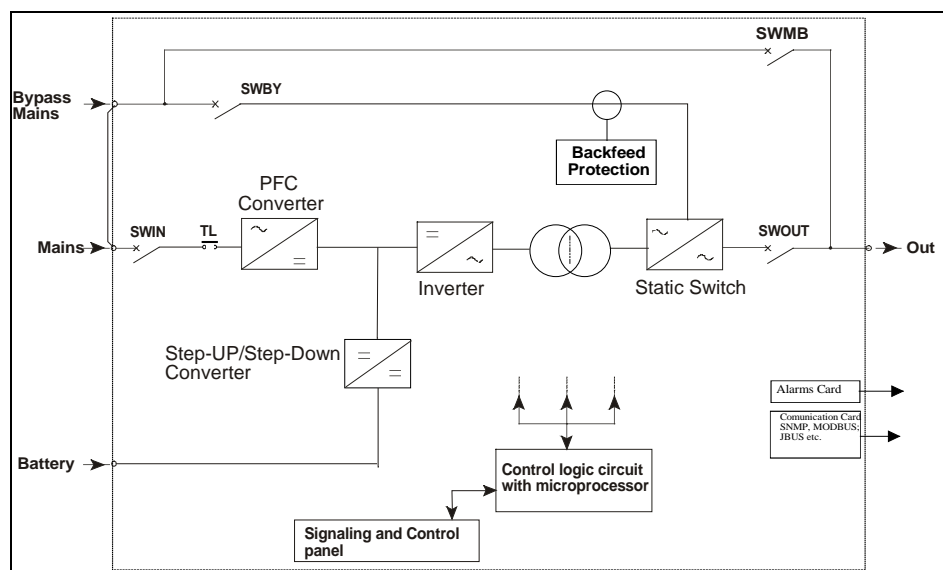 SWMB
Bypass
Mains
SWBY
Backfeed
Protection
PFC
Converter
Mains
SWIN
TL
SWOUT
Out
Inverter
Static Switch
Step-UP/Step-Down
Converter
Alarms Card
Comunication Card
SNMP, MODBUS;
JBUS etc.
Battery
Control logic circuit
with microprocessor
Signaling and Control
panel